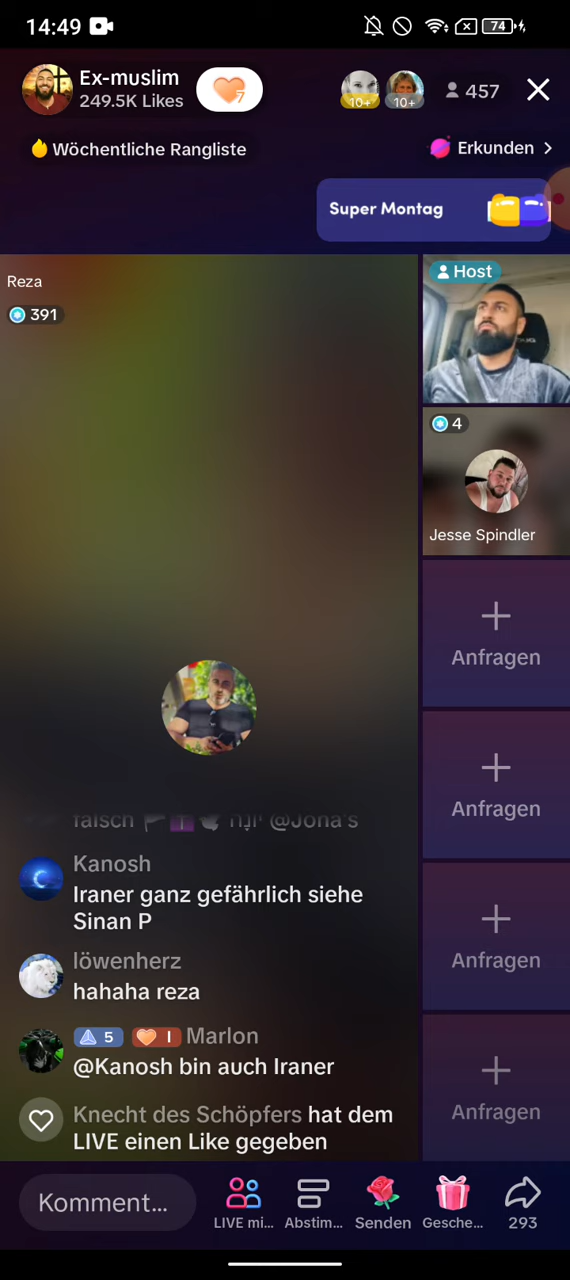 14:49
74
Ex-muslim
249.5K Likes
7
10+
10+
457
Wöchentliche Rangliste
Erkunden
Super Montag
Reza
391
Host
4
Jesse Spindler
Anfragen
Anfragen
Anfragen
Anfragen
falsch @Jona's
Kanosh
Iraner ganz gefährlich siehe
Sinan P
löwenherz
hahaha reza
5 I Marlon
@Kanosh bin auch Iraner
Knecht des Schöpfers hat dem
LIVE einen Like gegeben
Komment...
LIVE mi...
Abstim...
Senden
Gesche...
293